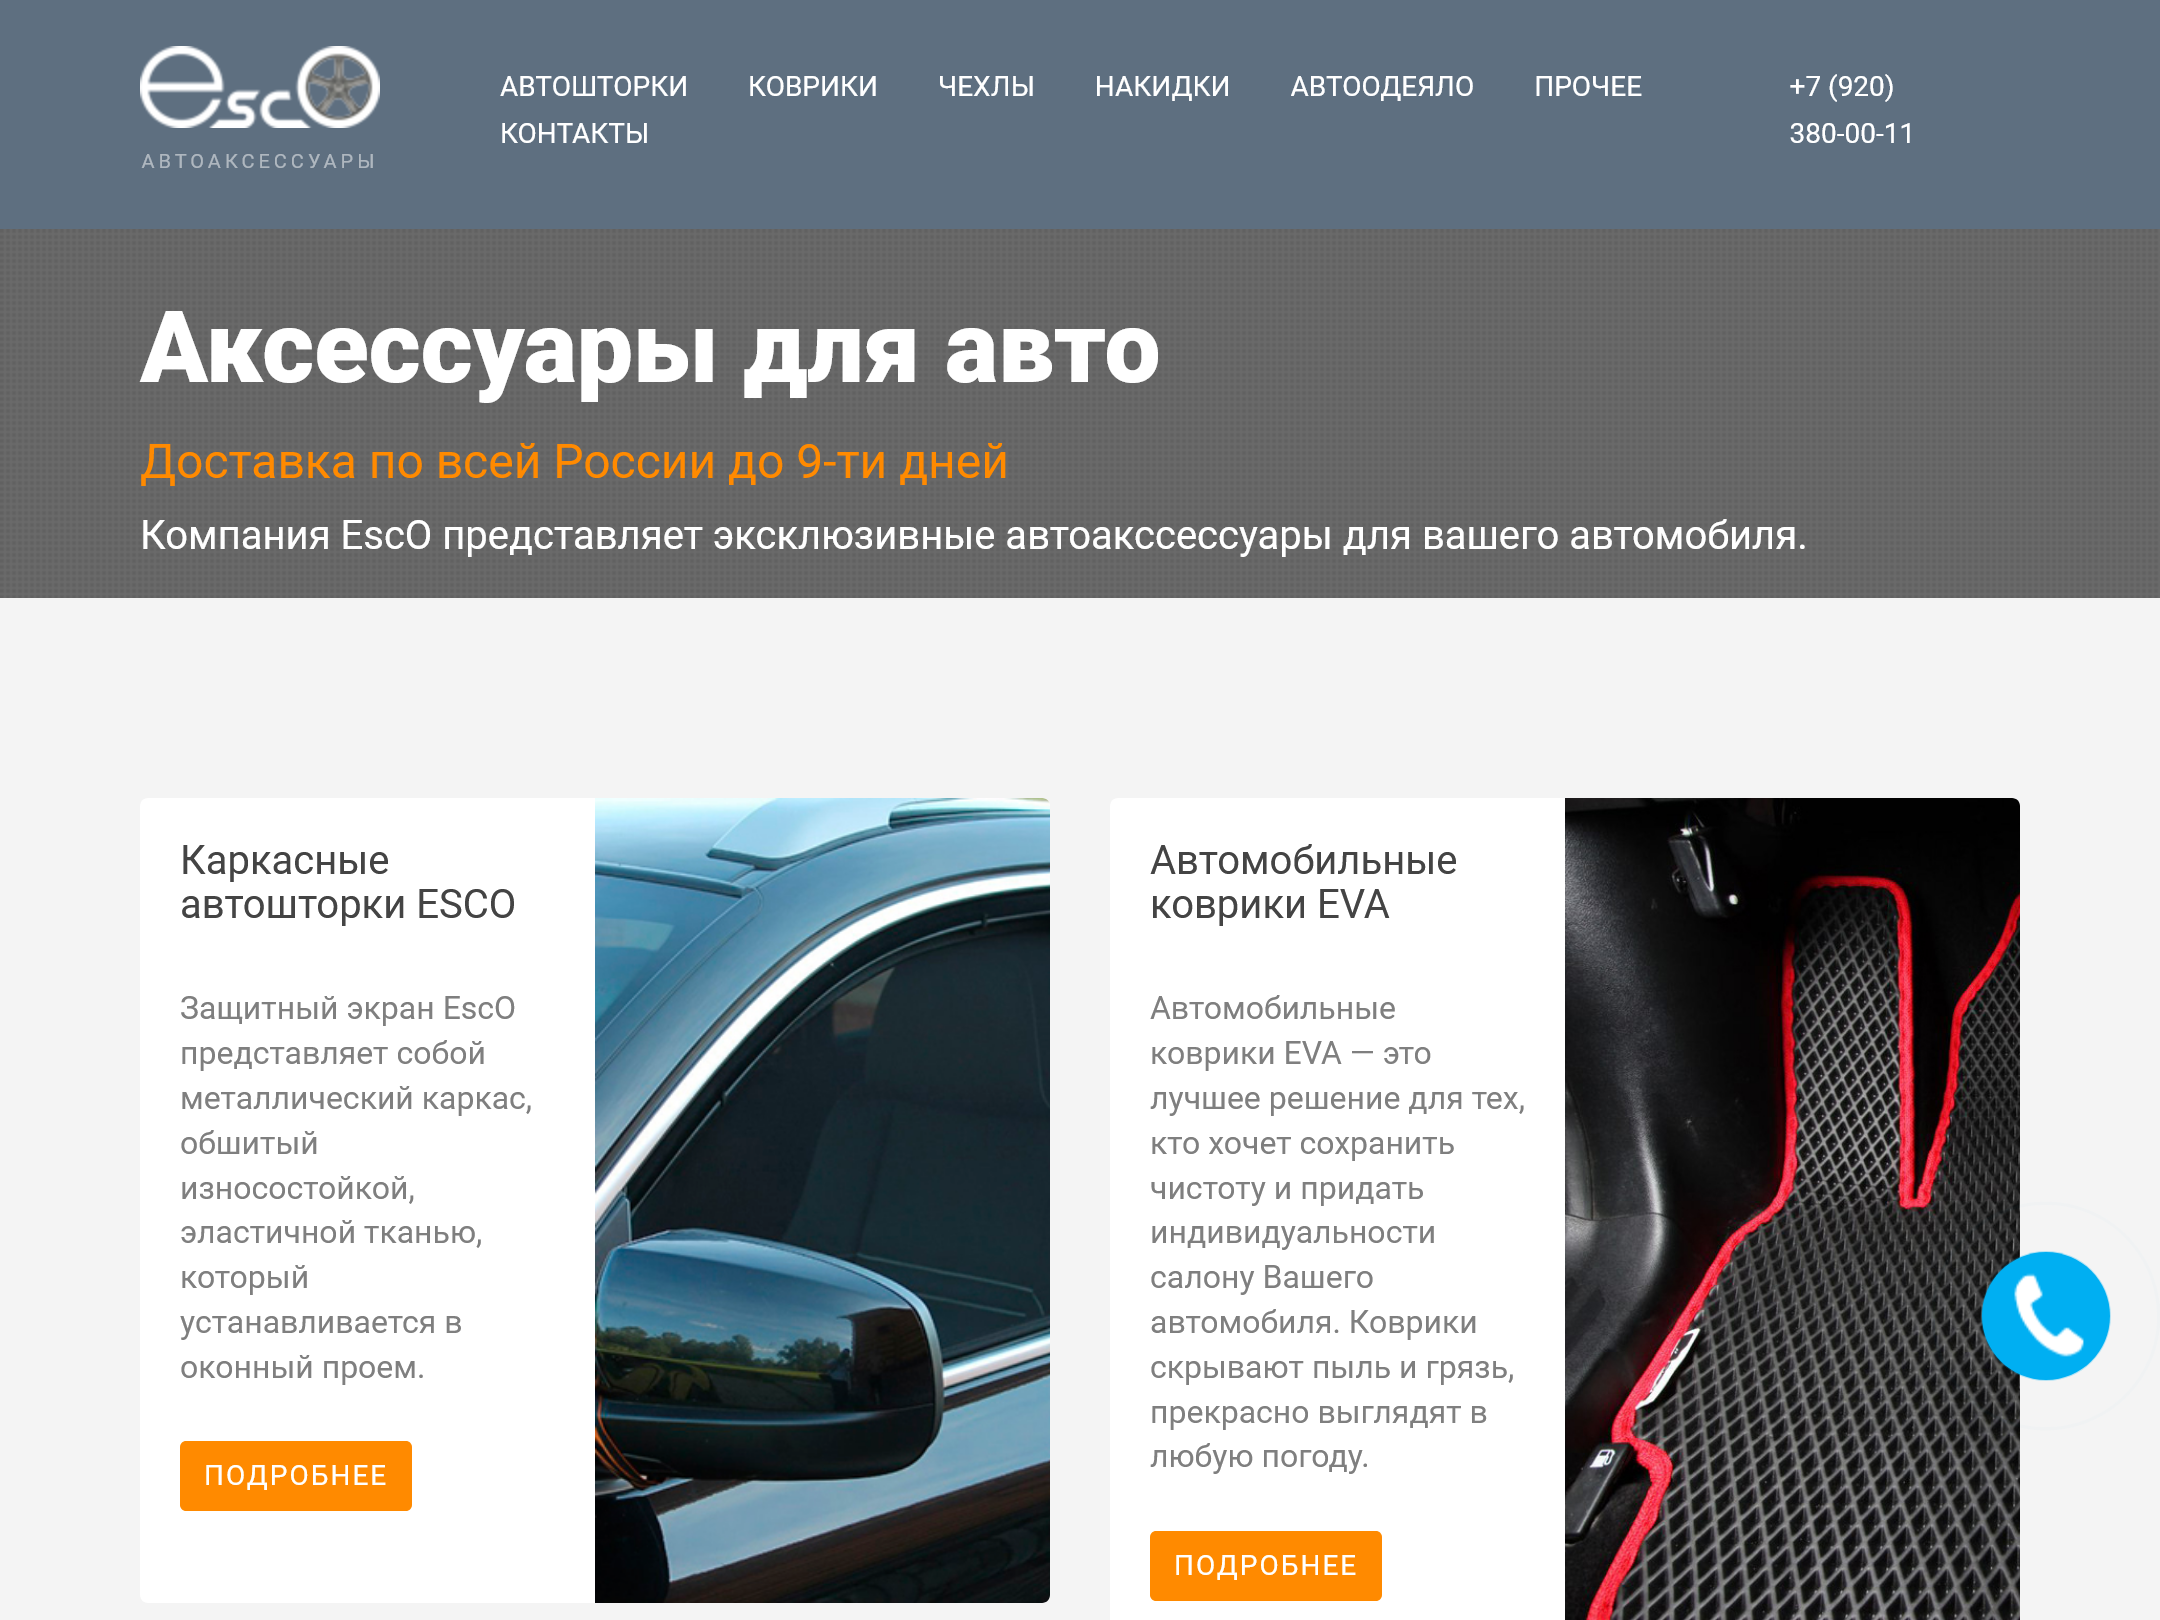 EscO
АВТОАКСЕССУАРЫ
АВТОШТОРКИ КОВРИКИ ЧЕХЛЫ НАКИДКИ АВТООДЕЯЛО ПРОЧЕЕ
КОНТАКТЫ
+7 (920)
380-00-11
Аксессуары для авто
Доставка по всей России до 9-ти дней
Компания EscO представляет эксклюзивные автоакссессуары для вашего автомобиля.
Каркасные
автошторки ESCO
Защитный экран EscO
представляет собой
металлический каркас,
обшитый
износостойкой,
эластичной тканью,
который
устанавливается в
оконный проем.
ПОДРОБНЕЕ
Автомобильные
коврики EVA
Автомобильные
коврики EVA — это
лучшее решение для тех,
кто хочет сохранить
чистоту и придать
индивидуальности
салону Вашего
автомобиля. Коврики
скрывают пыль и грязь,
прекрасно выглядят в
любую погоду.
ПОДРОБНЕЕ